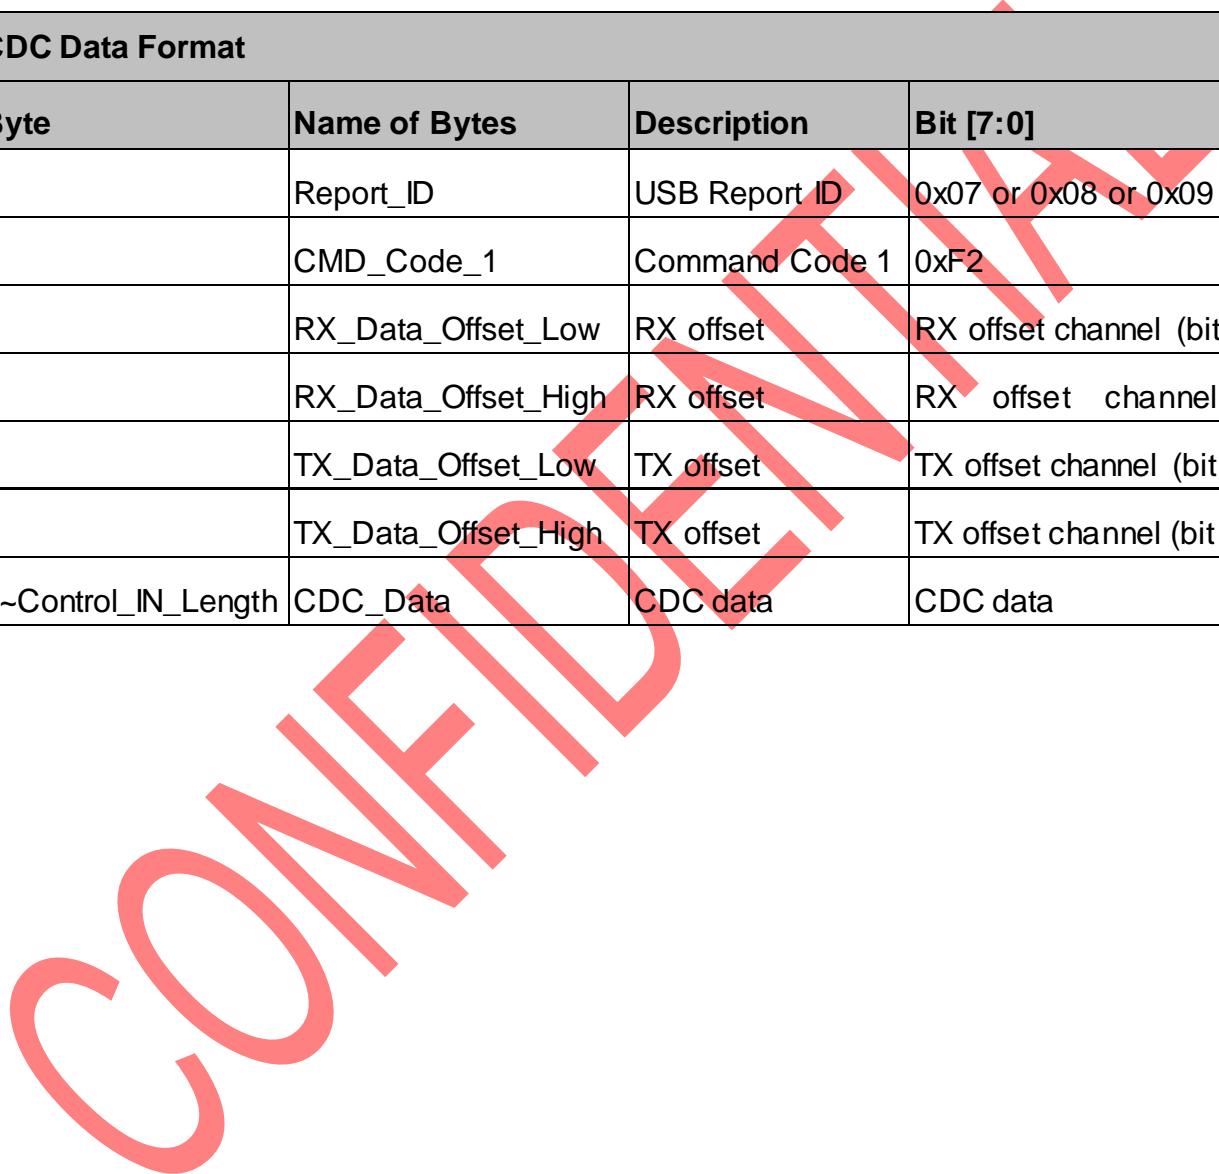 CDC Data Format
Byte Name of Bytes Description Bit [7:0]
Report_ID USB Report ID 0x07 or 0x08 or 0x09
CMD_Code_1 Command Code 1 0xF2
RX_Data_Offset_Low RX offset RX offset channel (bit
RX_Data_Offset_High RX offset RX offset channel
TX_Data_Offset_Low TX offset TX offset channel (bit
TX_Data_Offset_High TX offset TX offset channel (bit
~Control_IN_Length CDC_Data CDC data CDC data
CONFIDENTIAL